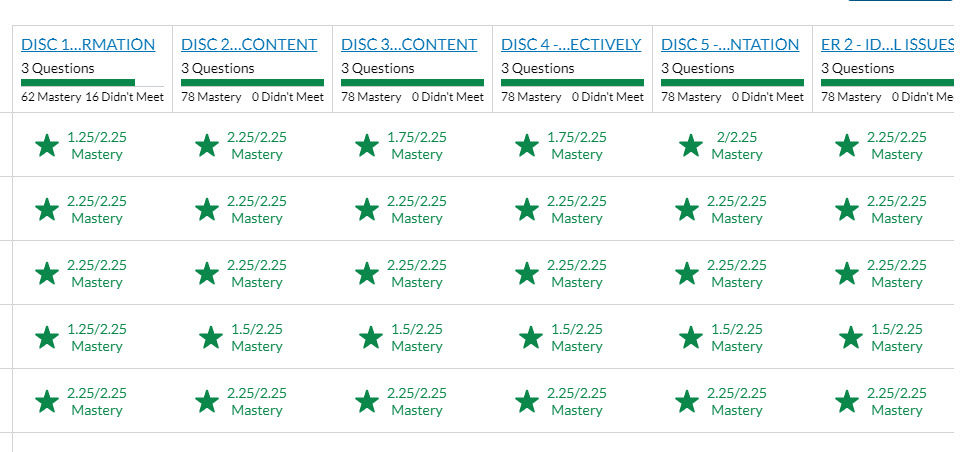 DISC 1...RMATION DISC 2...CONTENT DISC 3...CONTENT DISC 4 -...ECTIVELY DISC 5 -...NTATION ER 2 - ID...L ISSUES
3 Questions 3 Questions 3 Questions 3 Questions 3 Questions 3 Questions
62 Mastery 16 Didn't Meet 78 Mastery 0 Didn't Meet 78 Mastery 0 Didn't Meet 78 Mastery 0 Didn't Meet 78 Mastery 0 Didn't Meet 78 Mastery 0 Didn't Me
1.25/2.25 2.25/2.25 1.75/2.25 1.75/2.25 2/2.25 2.25/2.25
Mastery Mastery Mastery Mastery Mastery Mastery
2.25/2.25 2.25/2.25 2.25/2.25 2.25/2.25 2.25/2.25 2.25/2.25
Mastery Mastery Mastery Mastery Mastery Mastery
2.25/2.25 2.25/2.25 2.25/2.25 2.25/2.25 2.25/2.25 2.25/2.25
Mastery Mastery Mastery Mastery Mastery Mastery
1.25/2.25 1.5/2.25 1.5/2.25 1.5/2.25 1.5/2.25 1.5/2.25
Mastery Mastery Mastery Mastery Mastery Mastery
2.25/2.25 2.25/2.25 2.25/2.25 2.25/2.25 2.25/2.25 2.25/2.25
Mastery Mastery Mastery Mastery Mastery Mastery